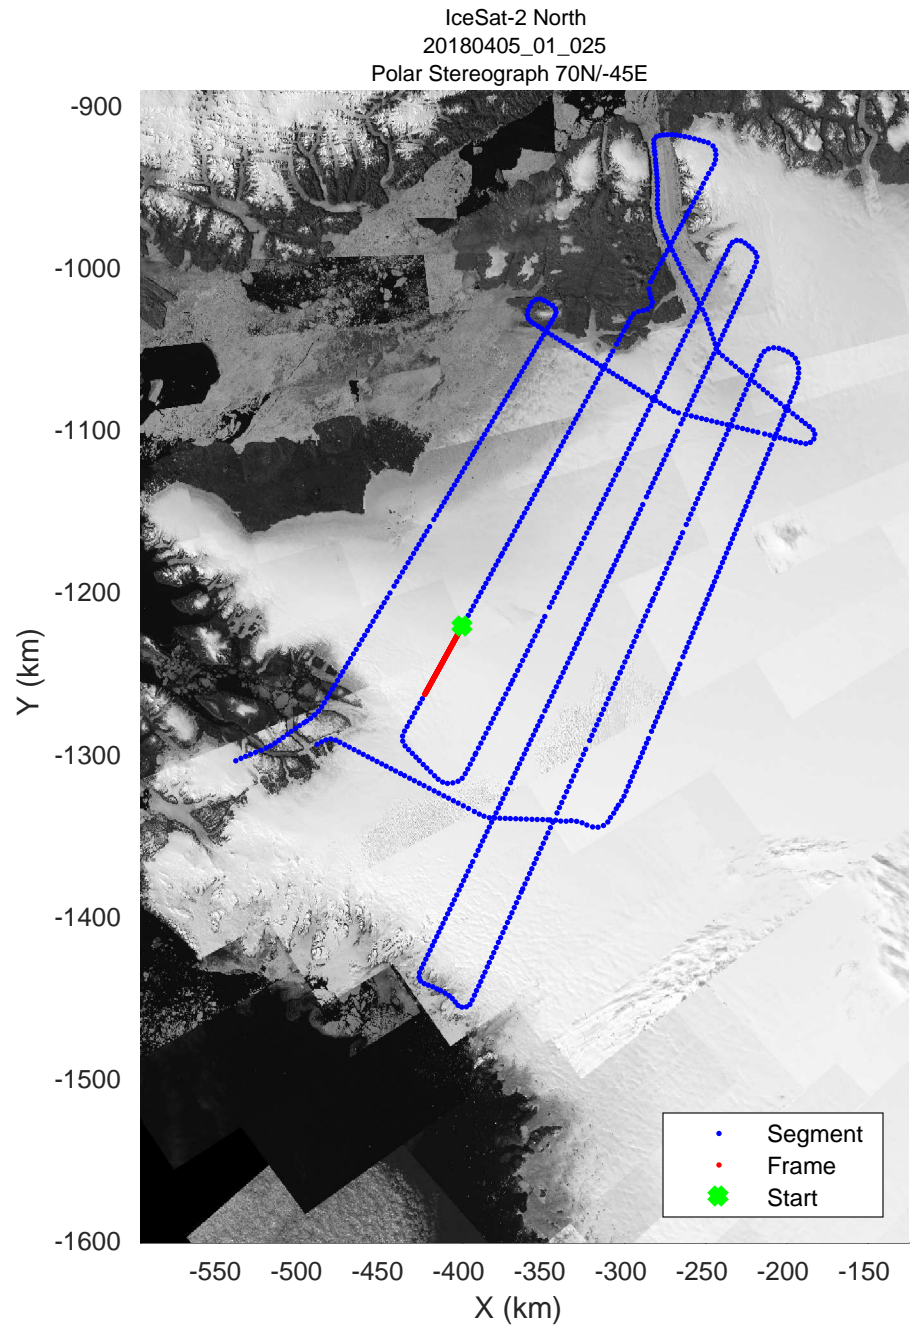 IceSat-2 North
20180405_01_025
Polar Stereograph 70N/-45E
-900
-1000
-1100
-1200
-1300
-1400
-1500
-1600
Y (km)
Segment
Frame
Start
-550 -500 -450 -400 -350 -300 -250 -200 -150
X (km)